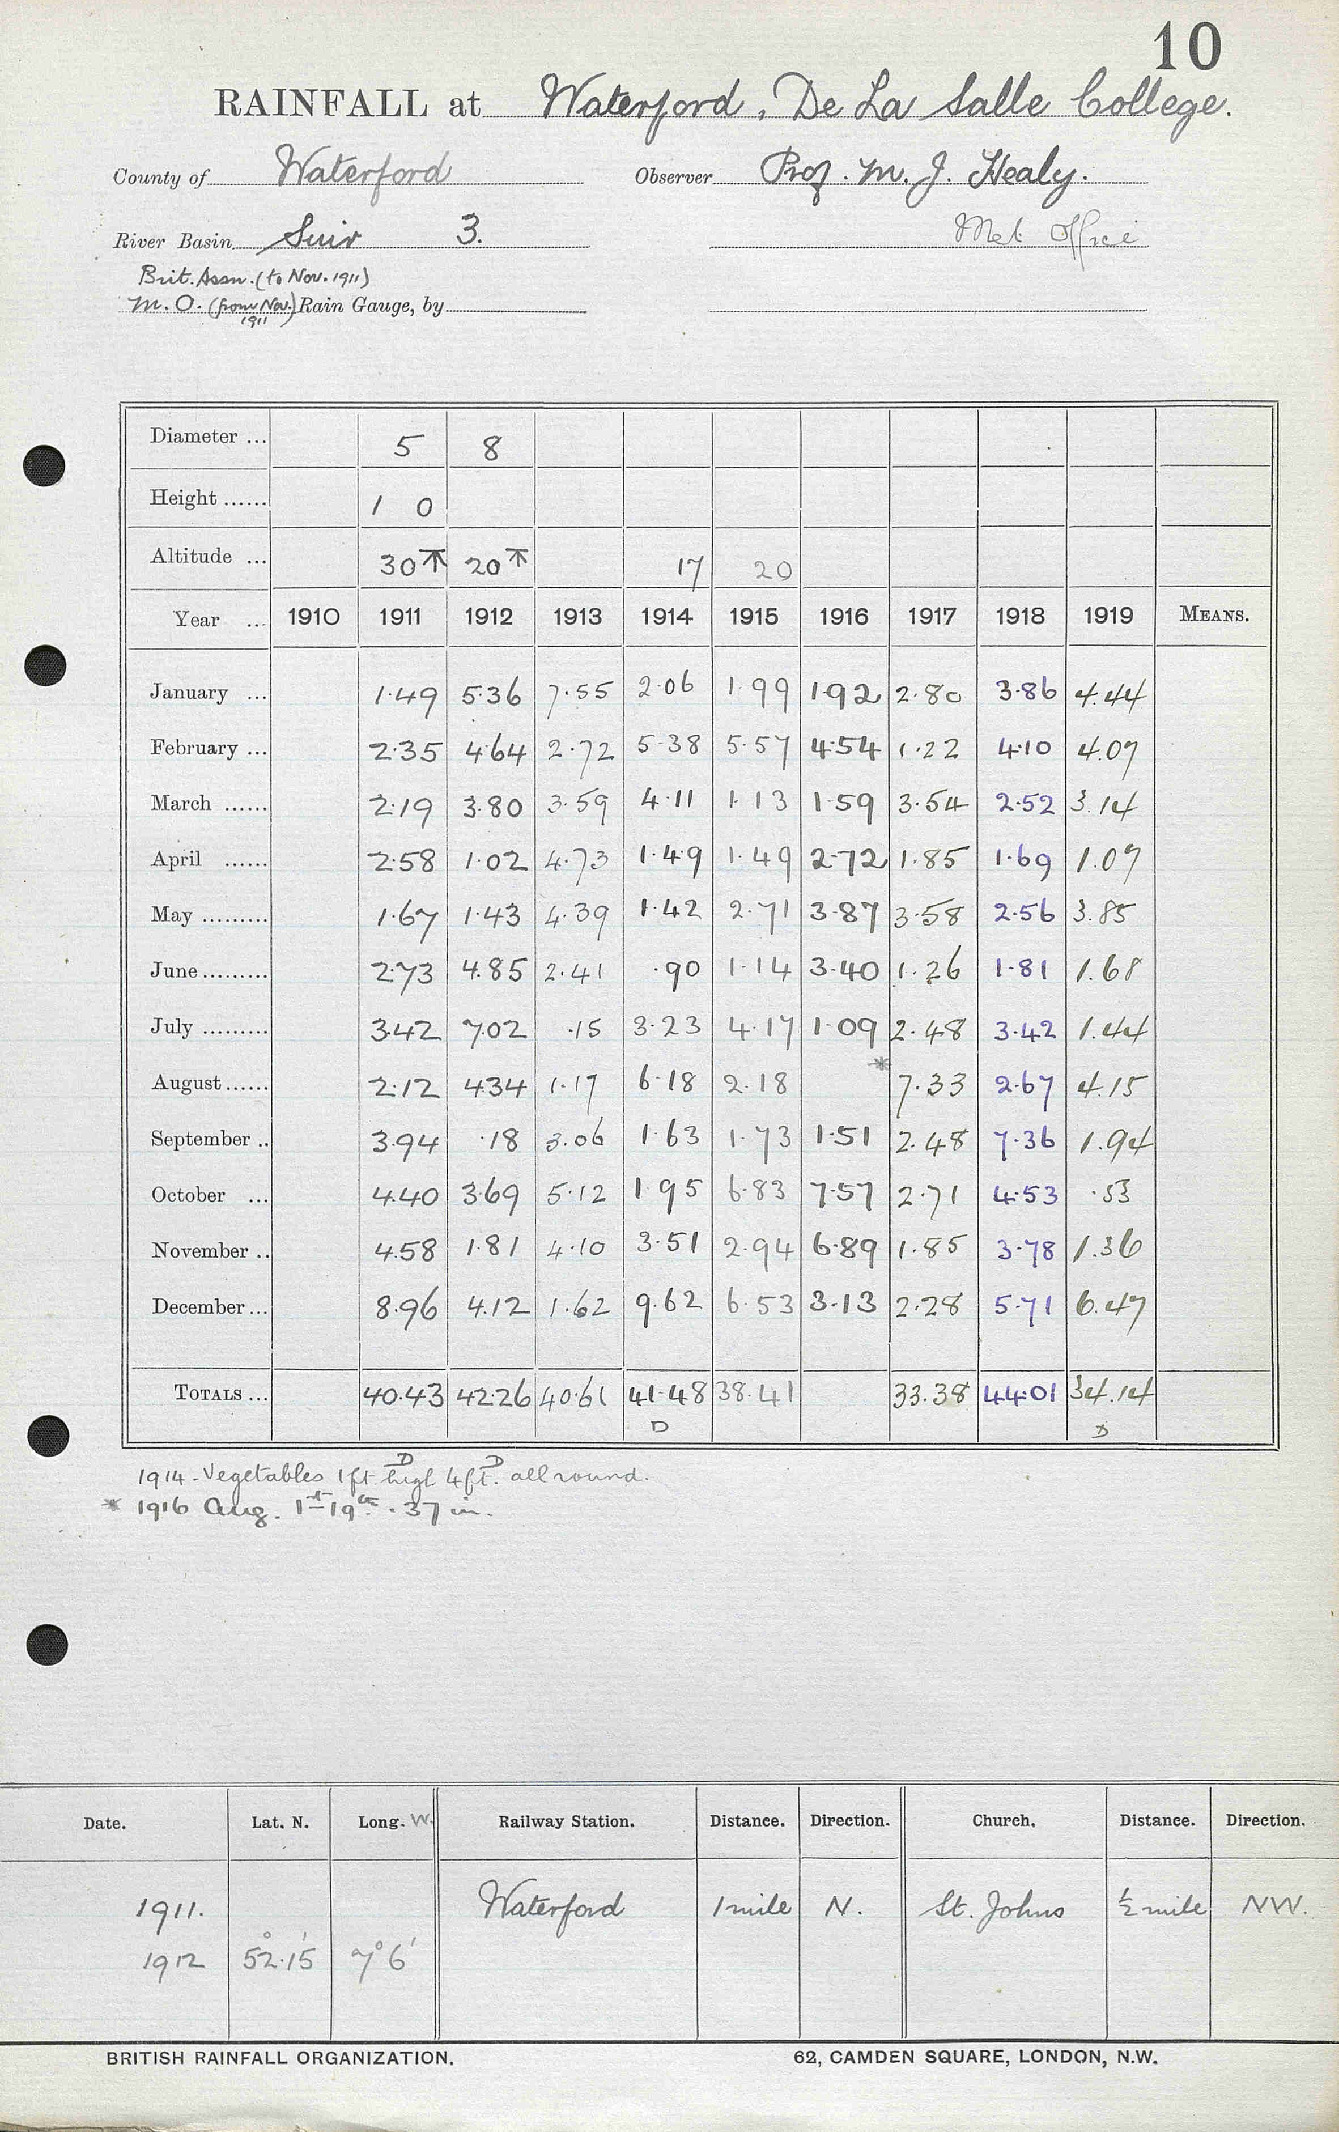 10
RAINFALL at Waterford, De La Salle College.
County of Waterford Observer Prof. M. J. Healy.
River Basin Suir 3. Met Office
Brit. Assn. (to Nov. 1911)
M.O. (from Nov. 1911) Rain Gauge, by
Diameter ... 5 8
Height ...... 1 0
Altitude ... 30 20 17 20
Year ... 1910 1911 1912 1913 1914 1915 1916 1917 1918 1919 MEANS.
January ... 1.49 5.36 7.55 2.06 1.99 1.92 2.80 3.86 4.44
February ... 2.35 4.64 2.72 5.38 5.57 4.54 1.22 4.10 4.07
March ...... 2.19 3.80 3.59 4.11 1.13 1.59 3.54 2.52 3.14
April ...... 2.58 1.02 4.73 1.49 1.49 2.72 1.85 1.69 1.07
May ......... 1.67 1.43 4.39 1.42 2.71 3.87 3.58 2.56 3.85
June ......... 2.73 4.85 2.41 .90 1.14 3.40 1.26 1.81 1.68
July ......... 3.42 7.02 .15 3.23 4.17 1.09 2.48 3.42 1.44
August ...... 2.12 4.34 1.17 6.18 2.18 * 7.33 2.67 4.15
September .. 3.94 .18 3.06 1.63 1.73 1.51 2.48 7.36 1.94
October ... 4.40 3.69 5.12 1.95 6.83 7.57 2.71 4.53 .53
November .. 4.58 1.81 4.10 3.51 2.94 6.89 1.85 3.78 1.36
December ... 8.96 4.12 1.62 9.62 6.53 3.13 2.28 5.71 6.47
TOTALS ... 40.43 42.26 40.61 41.48 38.41 33.38 44.01 34.14
D D
1914 - Vegetables 1ft high 4ft. all round.
* 1916 Aug. 1st-19th .37 in.
Date. Lat. N. Long. W. Railway Station. Distance. Direction. Church. Distance. Direction.
1911. Waterford 1 mile N. St. Johns ½ mile NW.
1912 52°.15' 7°6'
BRITISH RAINFALL ORGANIZATION. 62, CAMDEN SQUARE, LONDON, N.W.